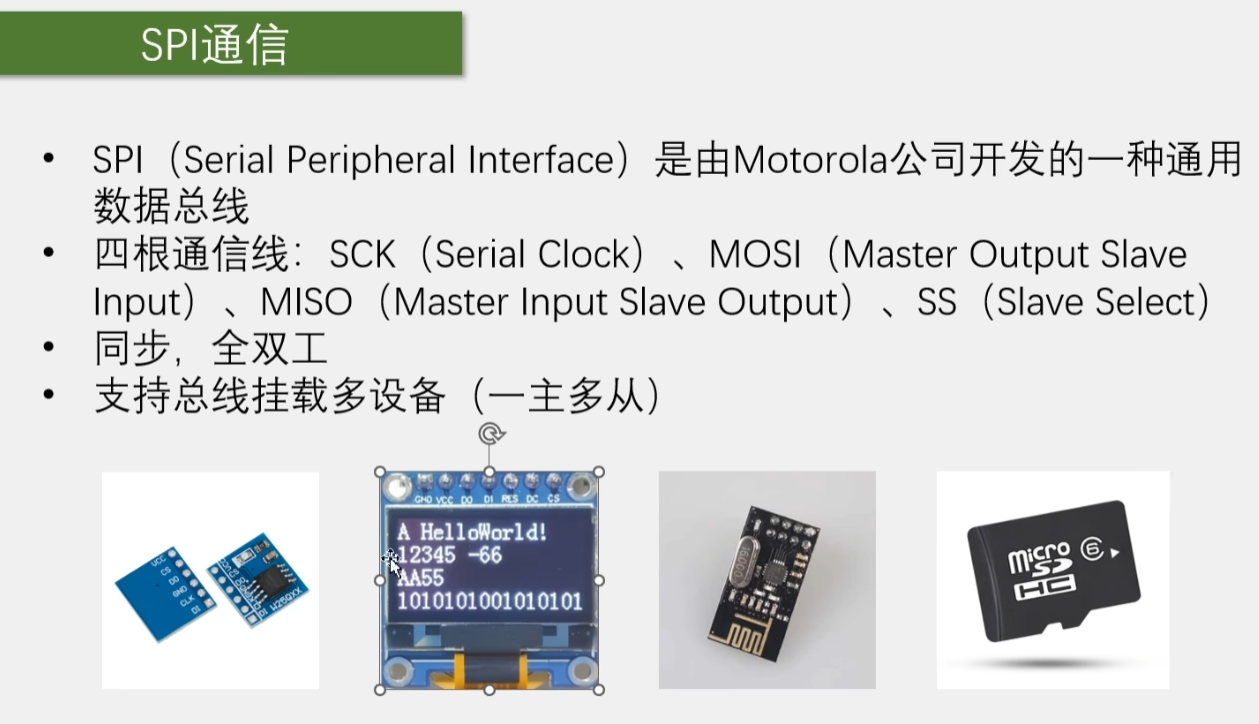 SPI通信
• SPI（Serial Peripheral Interface）是由Motorola公司开发的一种通用
数据总线
• 四根通信线：SCK（Serial Clock）、MOSI（Master Output Slave
Input）、MISO（Master Input Slave Output）、SS（Slave Select）
• 同步，全双工
• 支持总线挂载多设备（一主多从）
VCC
CS
DO
GND
CLK
DI
W25QXX
GND VCC D0 D1 RES DC CS
A HelloWorld!
12345 -66
AA55
1010101001010101
Micro
SD
HC
6